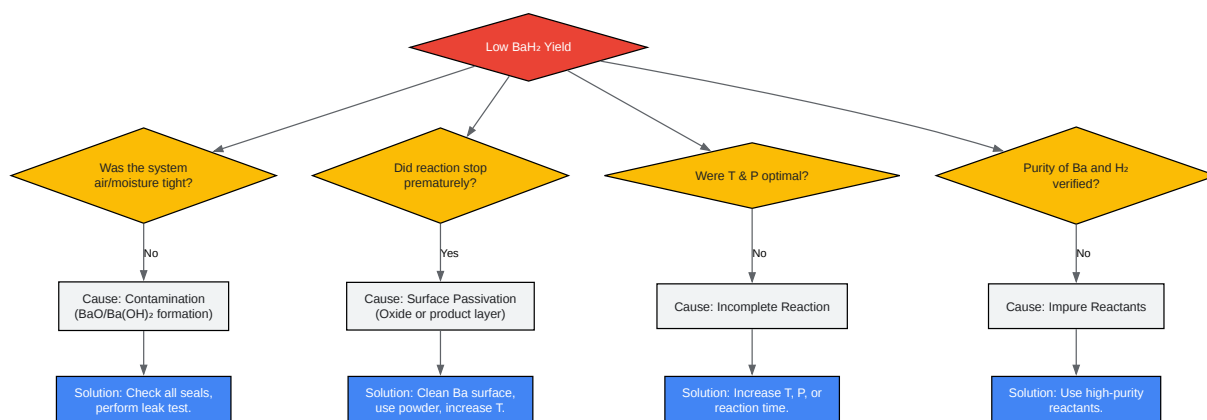 Low BaH₂ Yield
Was the system
air/moisture tight?
Did reaction stop
prematurely?
Were T & P optimal?
Purity of Ba and H₂
verified?
No
Yes
No
No
Cause: Contamination
(BaO/Ba(OH)₂ formation)
Cause: Surface Passivation
(Oxide or product layer)
Cause: Incomplete Reaction
Cause: Impure Reactants
Solution: Check all seals,
perform leak test.
Solution: Clean Ba surface,
use powder, increase T.
Solution: Increase T, P, or
reaction time.
Solution: Use high-purity
reactants.